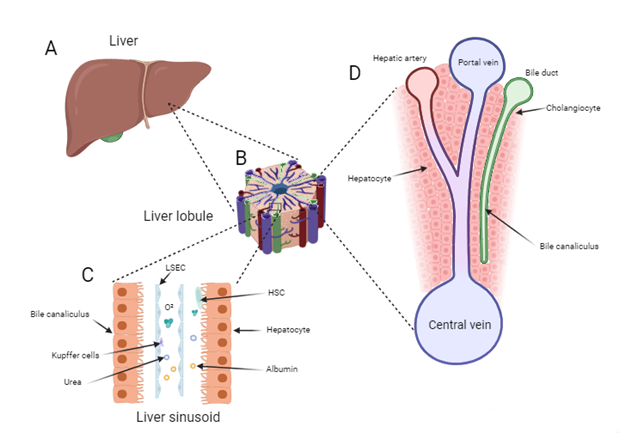 A
Liver
B
Liver lobule
C
LSEC
O²
HSC
Bile canaliculus
Hepatocyte
Kupffer cells
Urea
Albumin
Liver sinusoid
D
Hepatic artery
Portal vein
Bile duct
Cholangiocyte
Hepatocyte
Bile canaliculus
Central vein